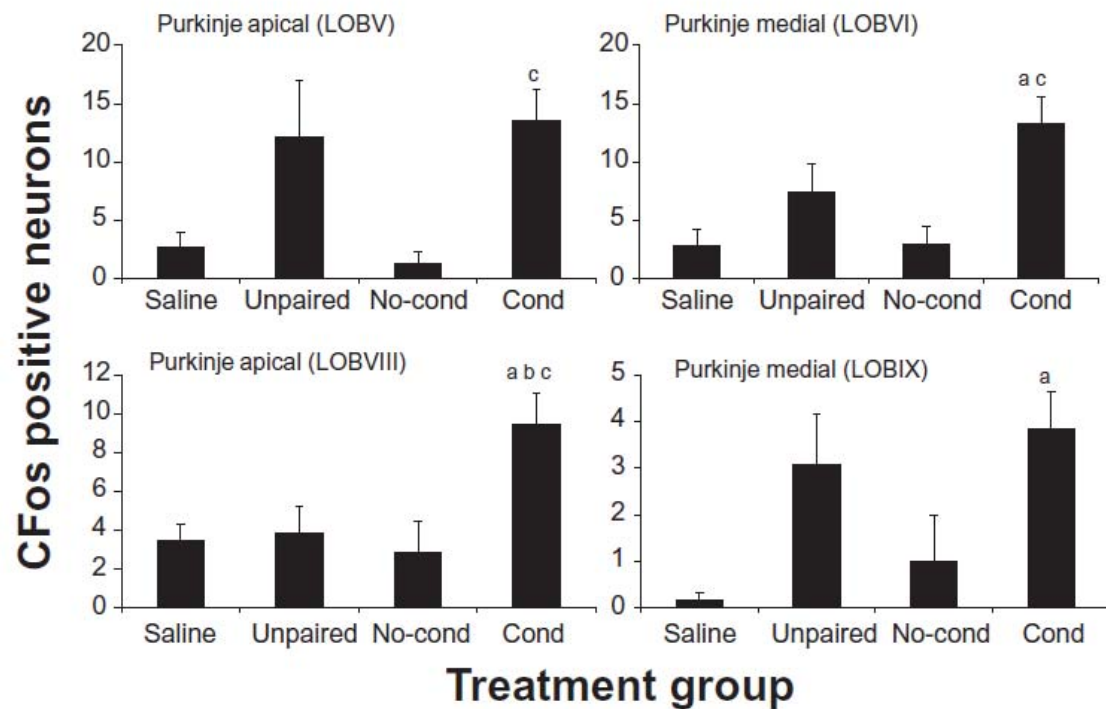 CFos positive neurons
Purkinje apical (LOBV)
20
15
10
5
0
c
Saline Unpaired No-cond Cond
Purkinje medial (LOBVI)
20
15
10
5
0
a c
Saline Unpaired No-cond Cond
Purkinje apical (LOBVIII)
12
10
8
6
4
2
0
a b c
Saline Unpaired No-cond Cond
Purkinje medial (LOBIX)
5
4
3
2
1
0
a
Saline Unpaired No-cond Cond
Treatment group